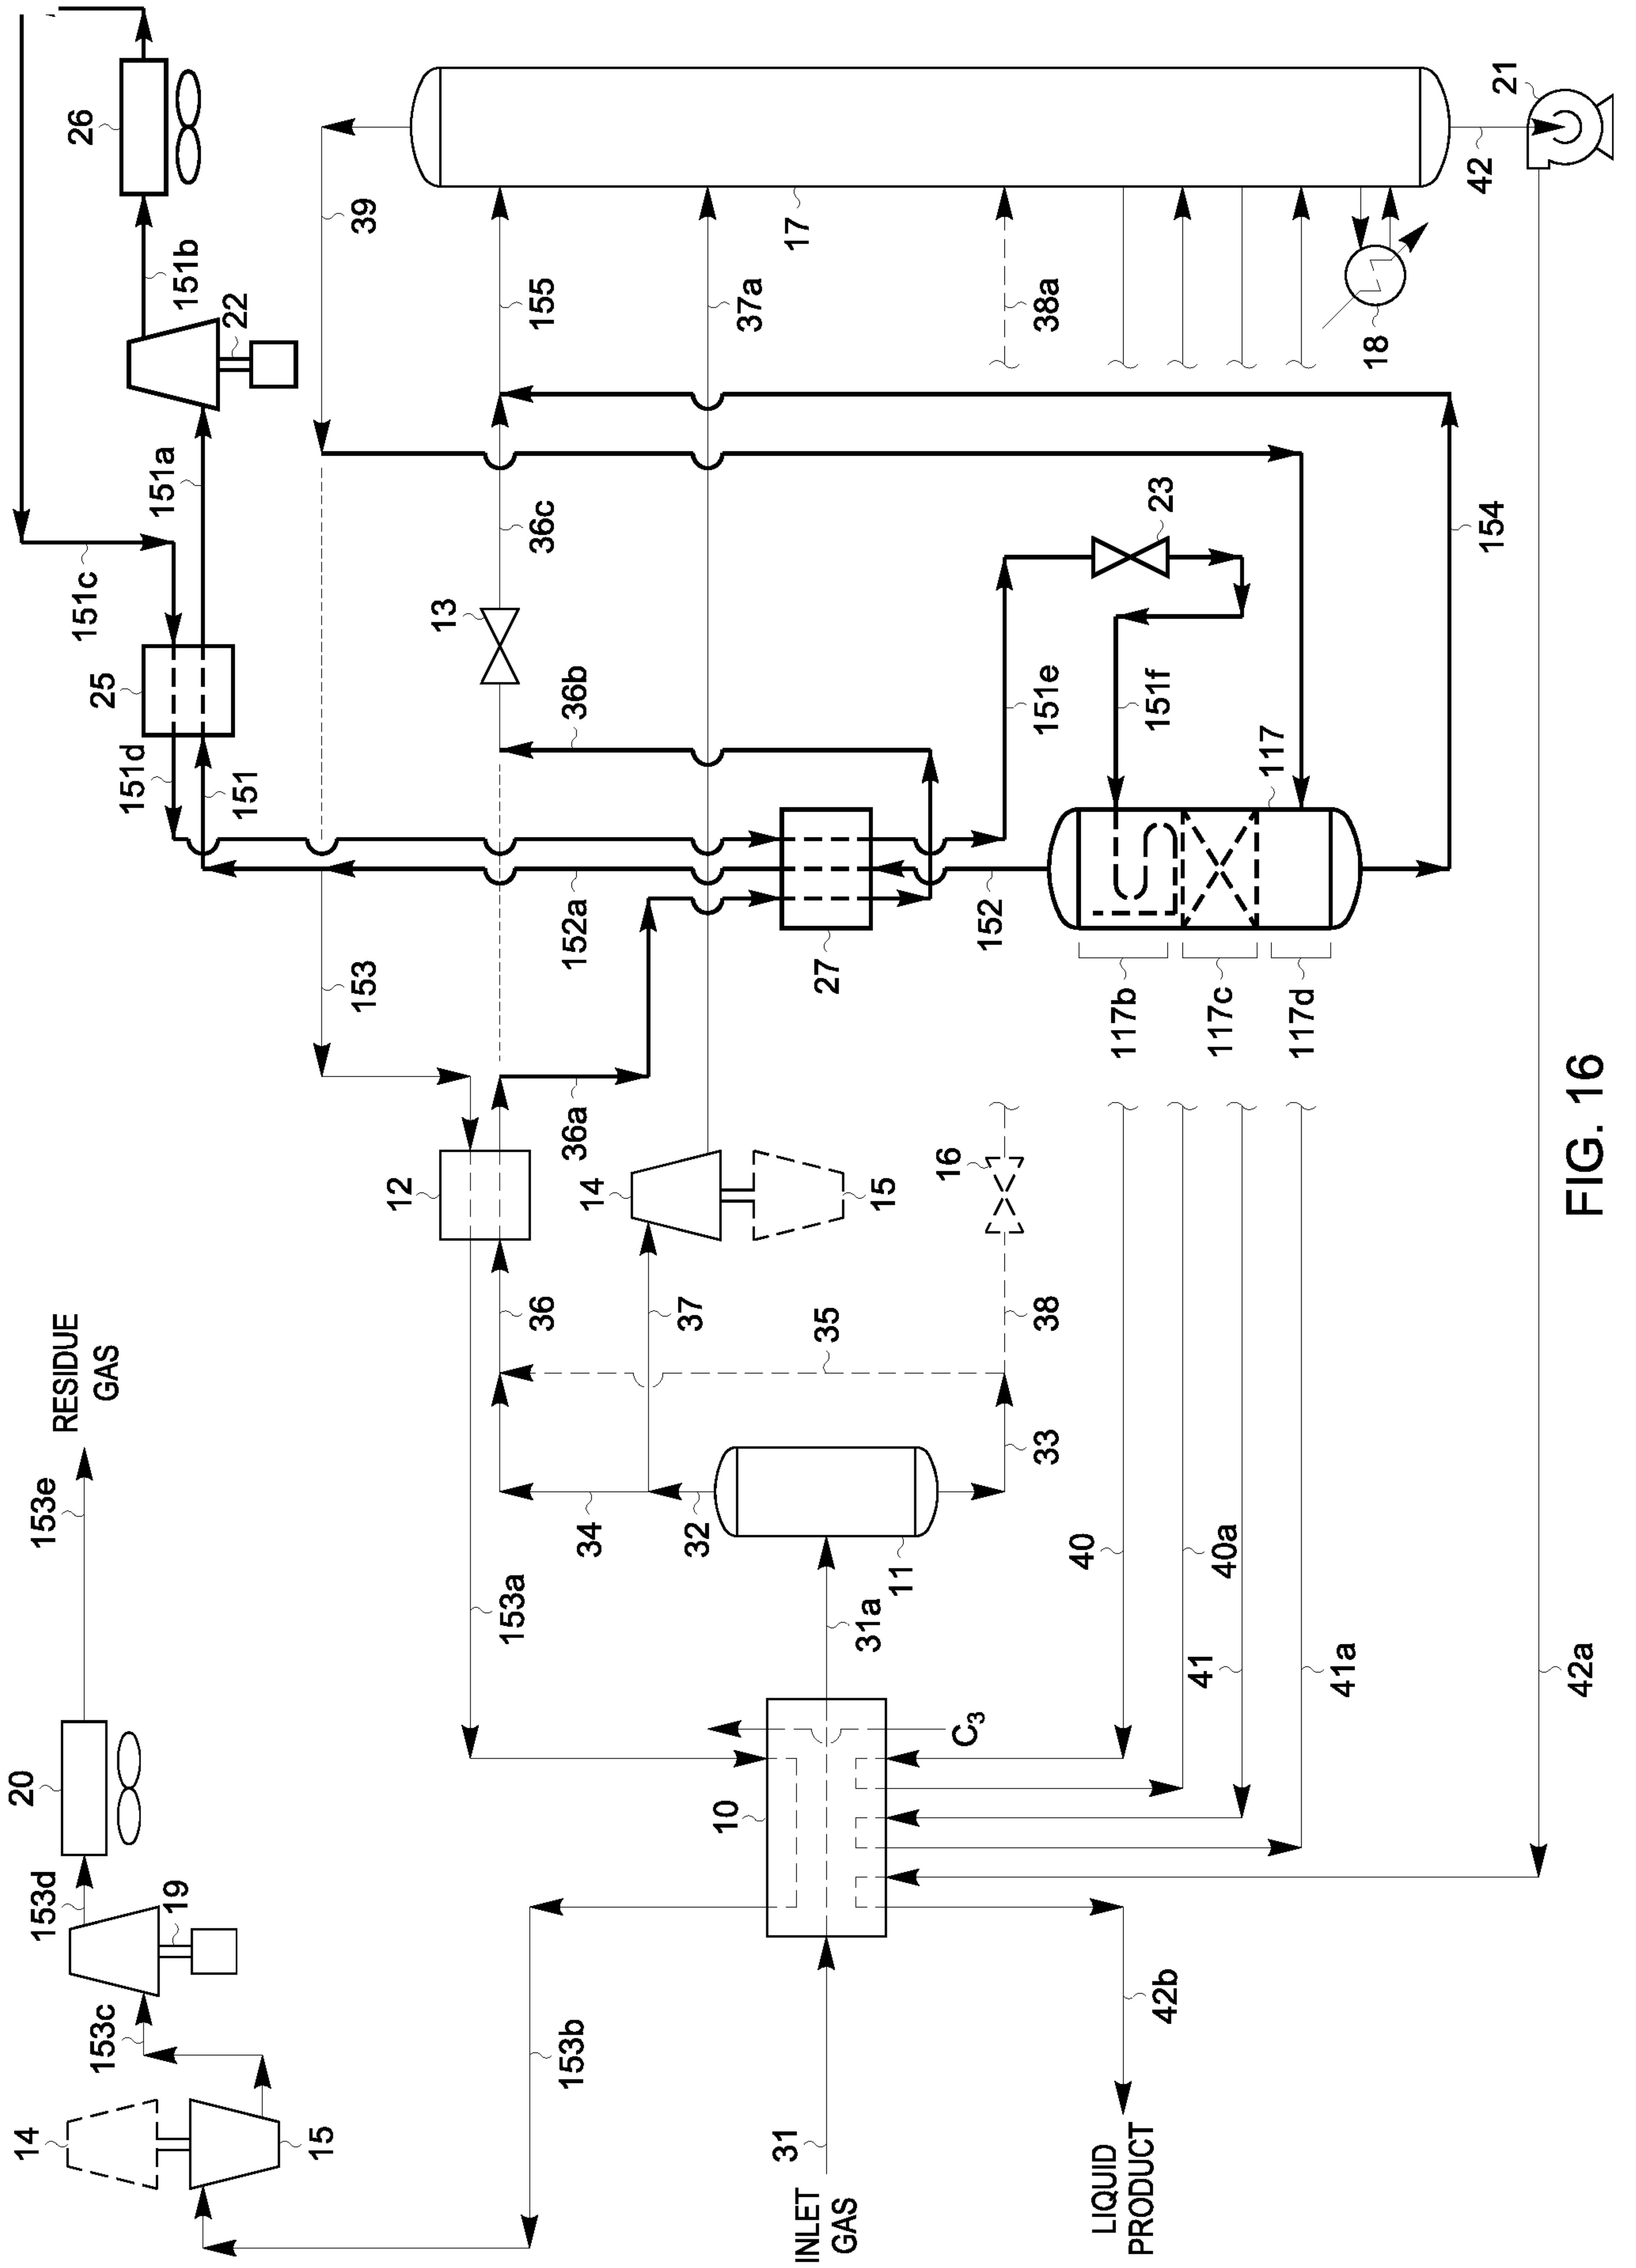 RESIDUE
GAS
153e
20
153d
19
153c
14
15
153b
153a
34
32
33
11
31a
10
C3
31
INLET
GAS
42b
LIQUID
PRODUCT
40
40a
41
41a
42a
36
37
35
38
12
14
15
16
36a
153
152a
27
152
117b
117c
117d
117
151
151d
25
151c
151a
22
151b
26
39
13
36b
36c
155
37a
38a
17
18
151e
151f
23
154
42
21
FIG. 16